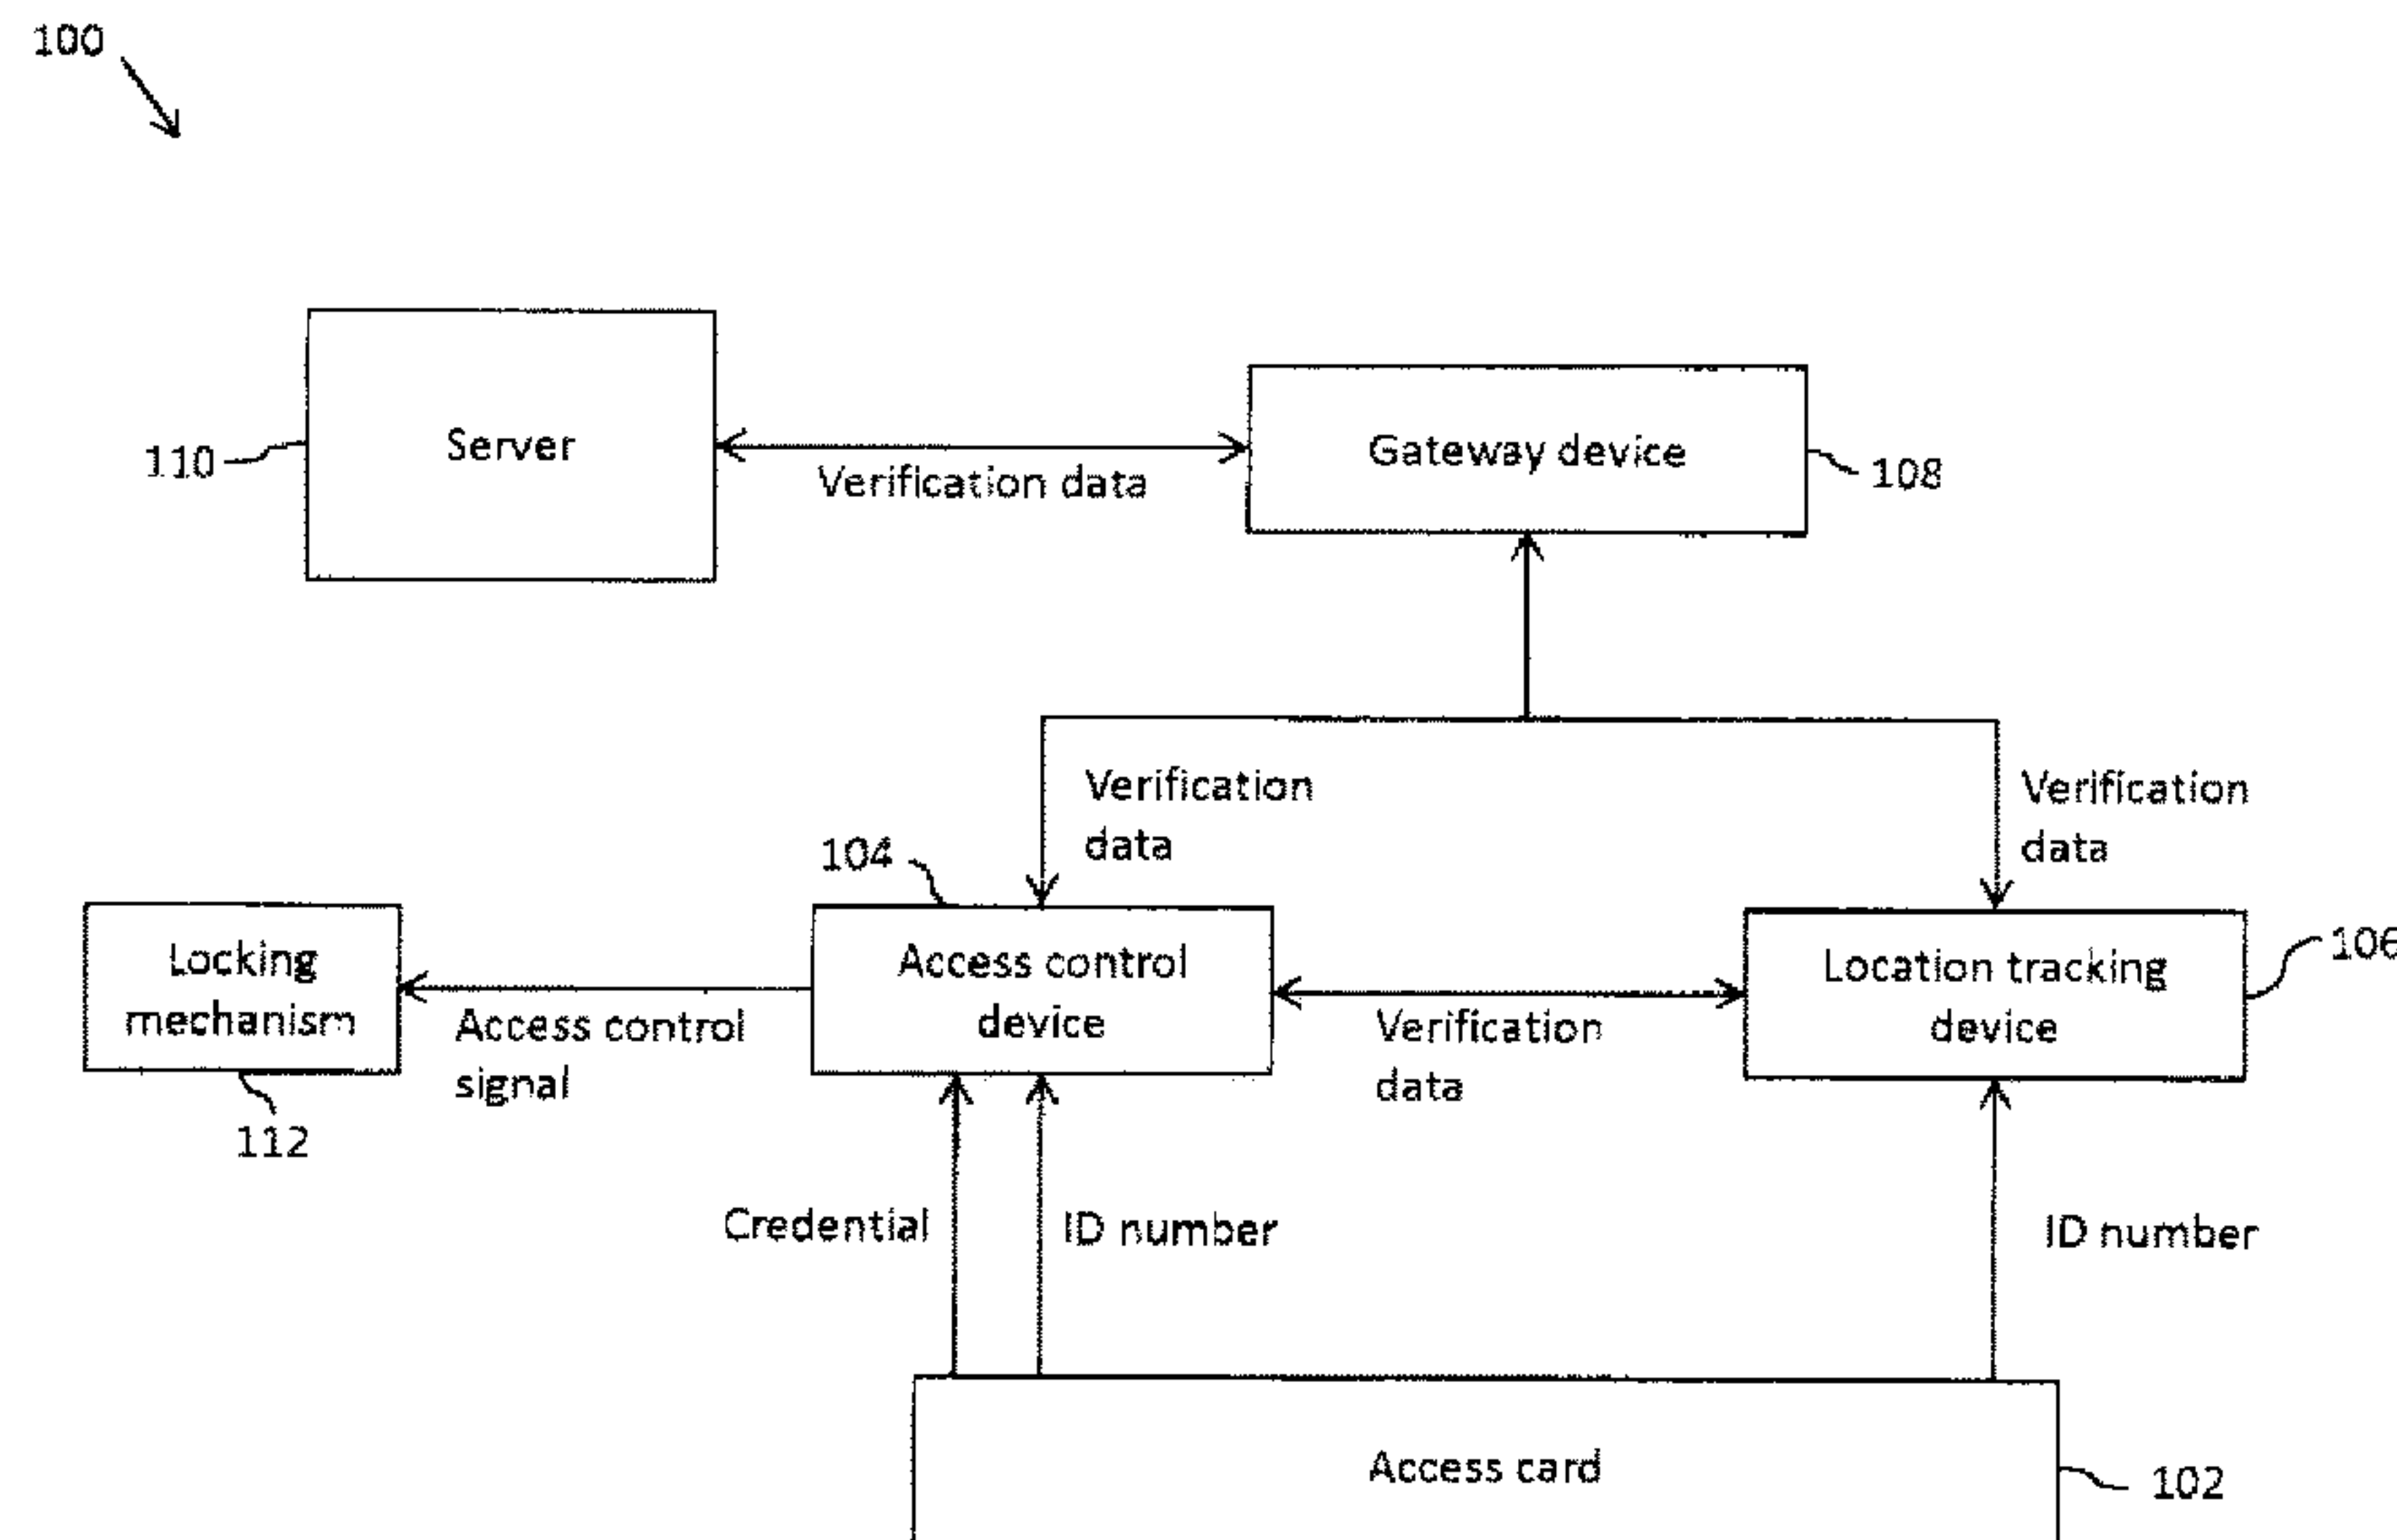 100
Server
110
Verification data
Gateway device
108
Verification
data
Verification
data
104
Locking
mechanism
112
Access control
signal
Access control
device
Verification
data
Location tracking
device
106
Credential
ID number
ID number
Access card
102